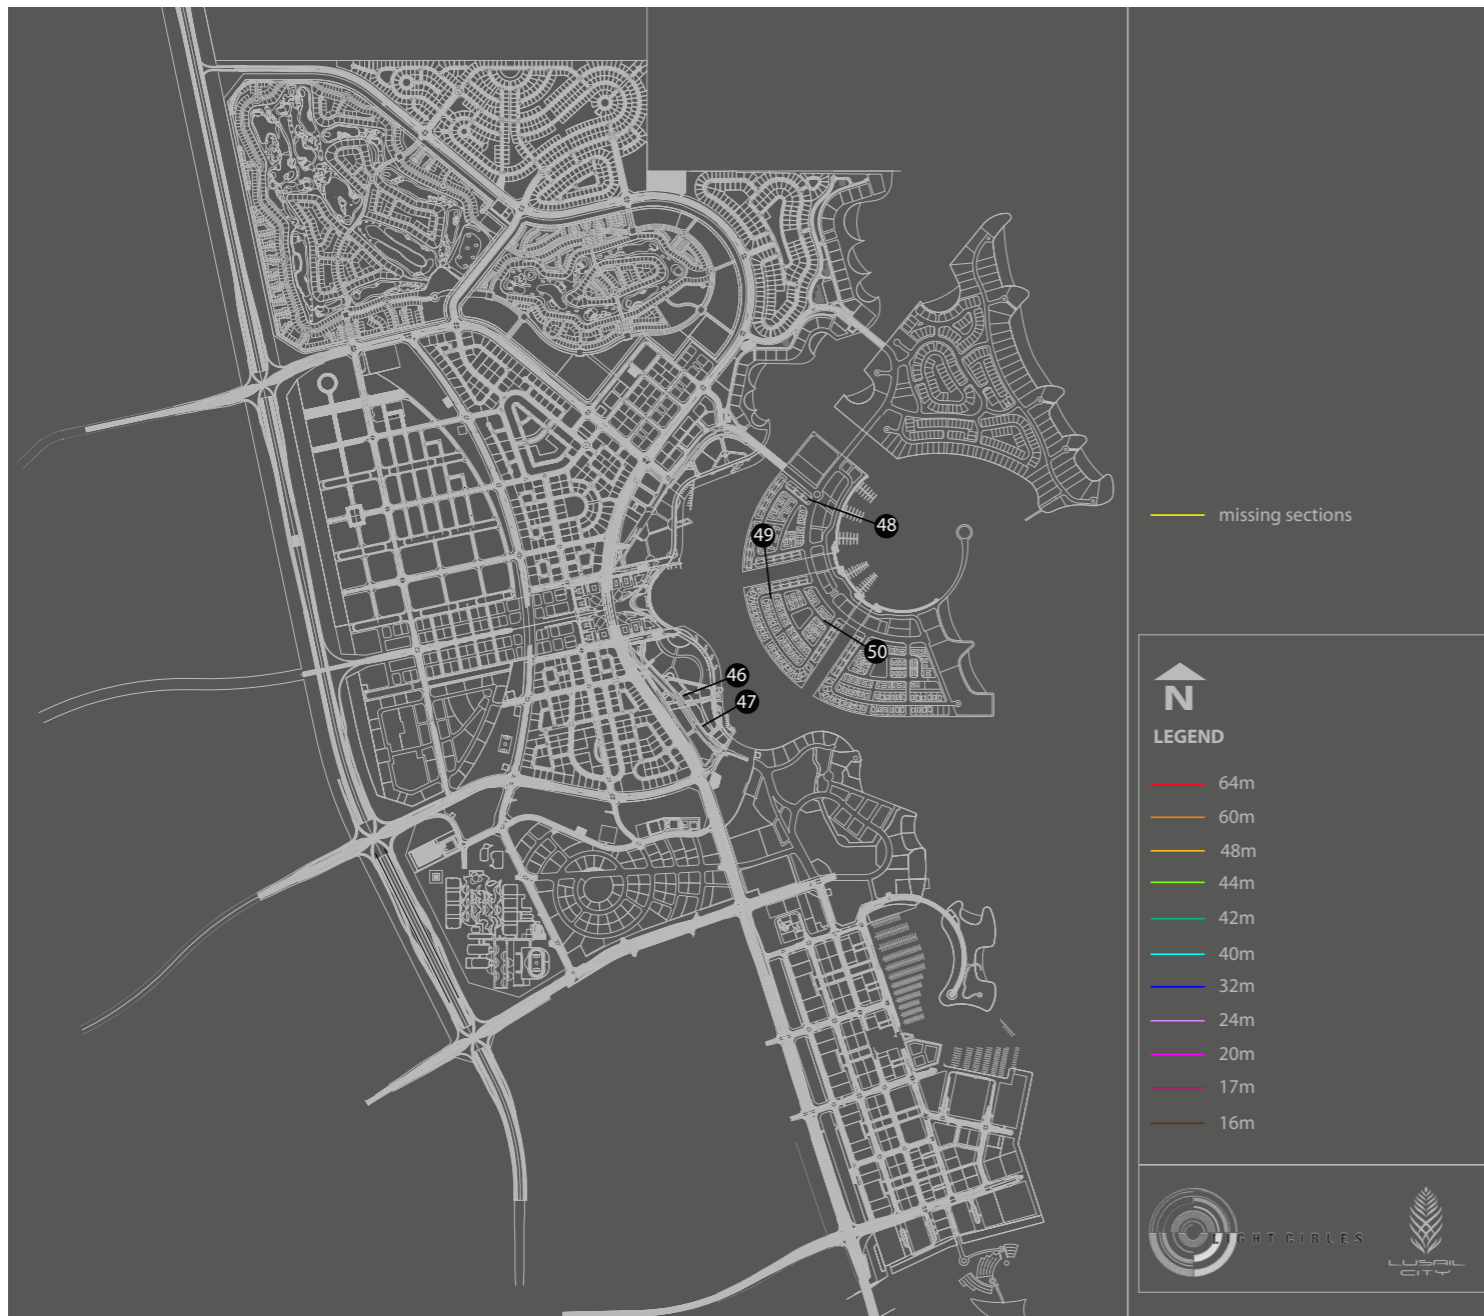 48
49
50
46
47
missing sections
N
LEGEND
64m
60m
48m
44m
42m
40m
32m
24m
20m
17m
16m
LIGHT CIBLES
LUSAIL
CITY